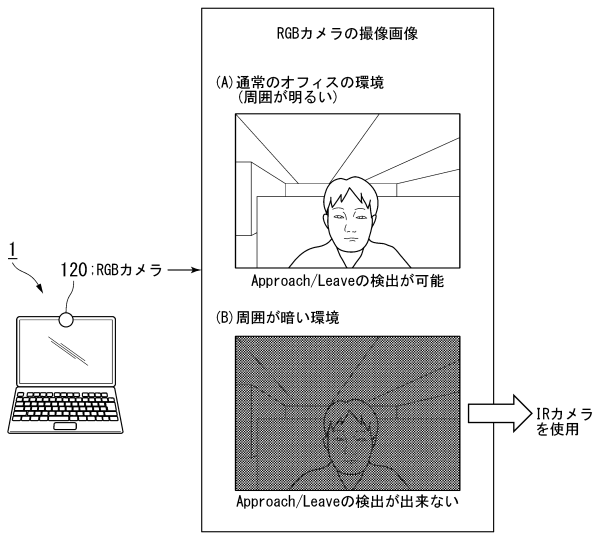 RGBカメラの撮像画像
(A)通常のオフィスの環境
(周囲が明るい)
1
120:RGBカメラ
Approach/Leaveの検出が可能
(B)周囲が暗い環境
IRカメラ
を使用
Approach/Leaveの検出が出来ない